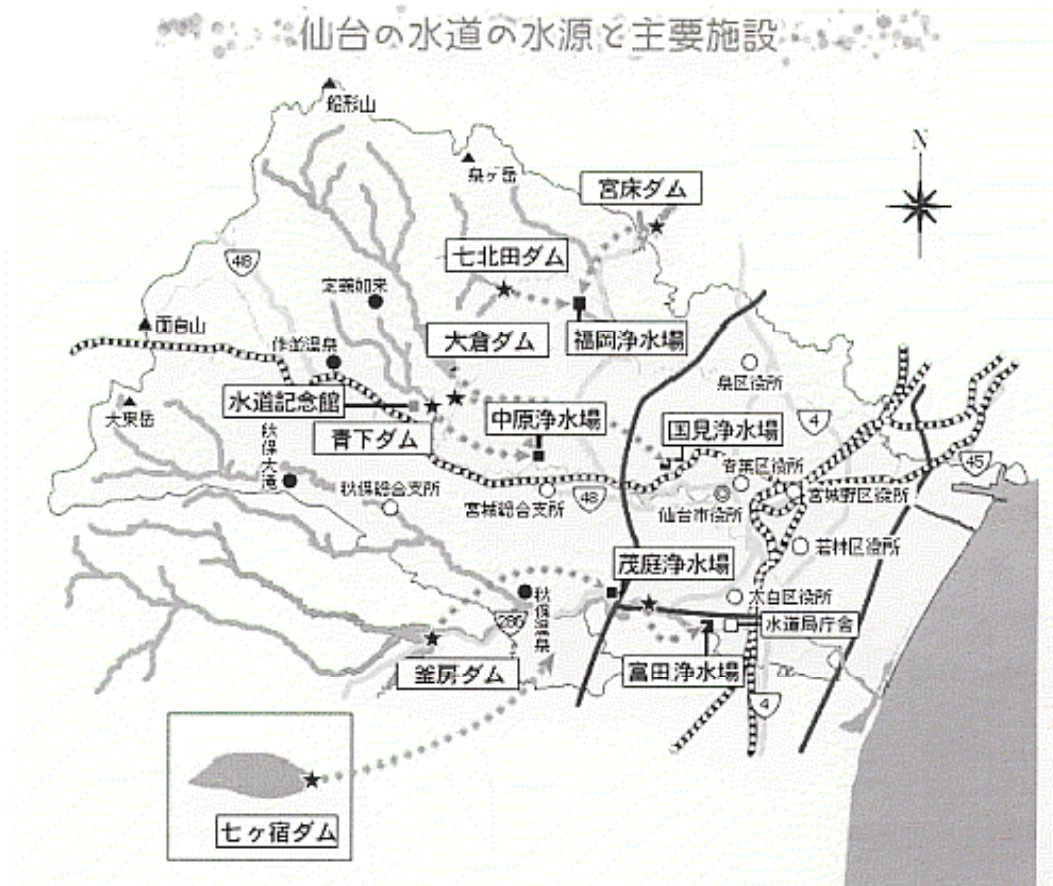 仙台の水道の水源と主要施設
船形山
N
泉ヶ岳
宮床ダム
七北田ダム
48
定義如来
面白山
大倉ダム
福岡浄水場
作並温泉
泉区役所
水道記念館
大東岳
中原浄水場
国見浄水場
4
青下ダム
秋保大滝
青葉区役所
45
秋保総合支所
宮城総合支所
48
仙台市役所
宮城野区役所
若林区役所
茂庭浄水場
秋保温泉
太白区役所
286
水道局庁舎
釜房ダム
富田浄水場
4
七ヶ宿ダム